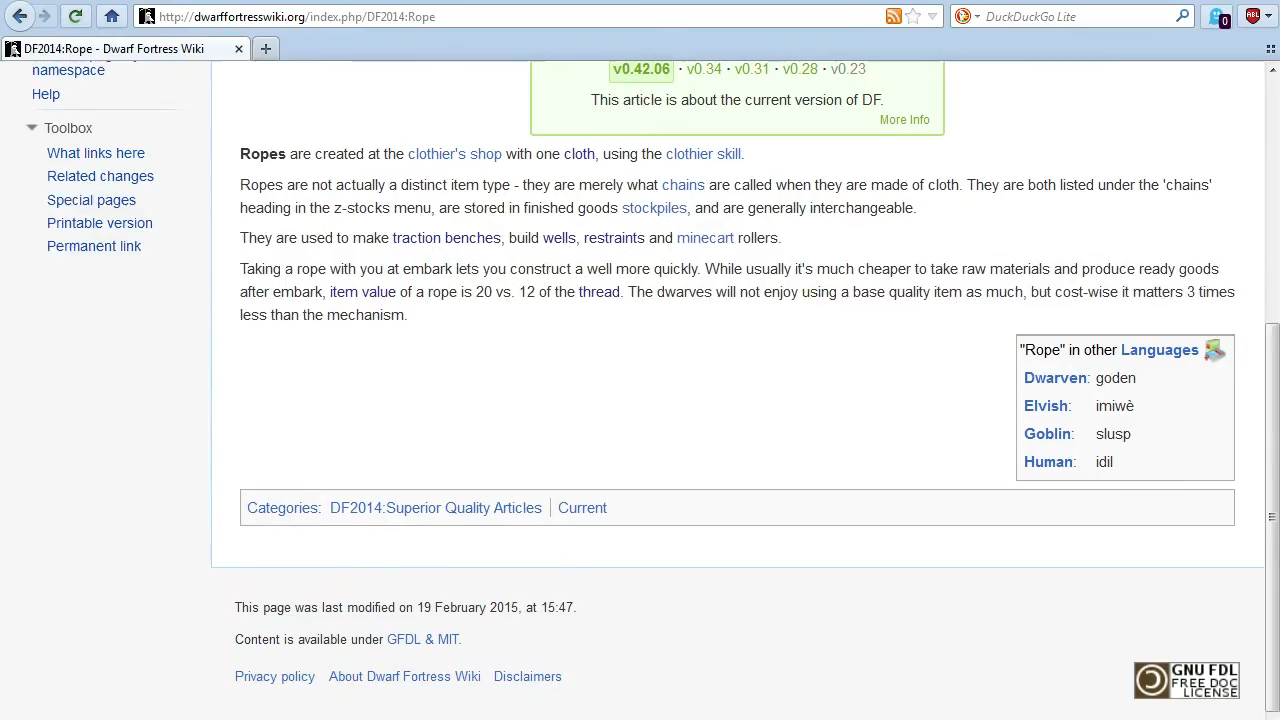 http://dwarffortresswiki.org/index.php/DF2014:Rope
DuckDuckGo Lite
0
ABL
DF2014:Rope - Dwarf Fortress Wiki
namespace
Help
Toolbox
What links here
Related changes
Special pages
Printable version
Permanent link
v0.42.06 · v0.34 · v0.31 · v0.28 · v0.23
This article is about the current version of DF.
More Info
Ropes are created at the clothier's shop with one cloth, using the clothier skill.
Ropes are not actually a distinct item type - they are merely what chains are called when they are made of cloth. They are both listed under the 'chains'
heading in the z-stocks menu, are stored in finished goods stockpiles, and are generally interchangeable.
They are used to make traction benches, build wells, restraints and minecart rollers.
Taking a rope with you at embark lets you construct a well more quickly. While usually it's much cheaper to take raw materials and produce ready goods
after embark, item value of a rope is 20 vs. 12 of the thread. The dwarves will not enjoy using a base quality item as much, but cost-wise it matters 3 times
less than the mechanism.
"Rope" in other Languages
Dwarven: goden
Elvish: imiwè
Goblin: slusp
Human: idil
Categories: DF2014:Superior Quality Articles | Current
This page was last modified on 19 February 2015, at 15:47.
Content is available under GFDL & MIT.
Privacy policy About Dwarf Fortress Wiki Disclaimers
GNU FDL
FREE DOC
LICENSE